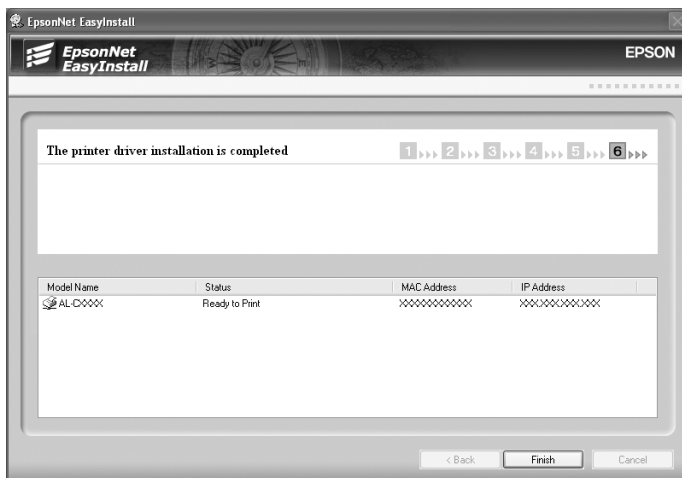 EpsonNet EasyInstall
EpsonNet
EasyInstall
EPSON
The printer driver installation is completed
1 2 3 4 5 6
Model Name Status MAC Address IP Address
AL-CXXXX Ready to Print XXXXXXXXXXXX XXX.XXX.XXX.XXX
< Back Finish Cancel